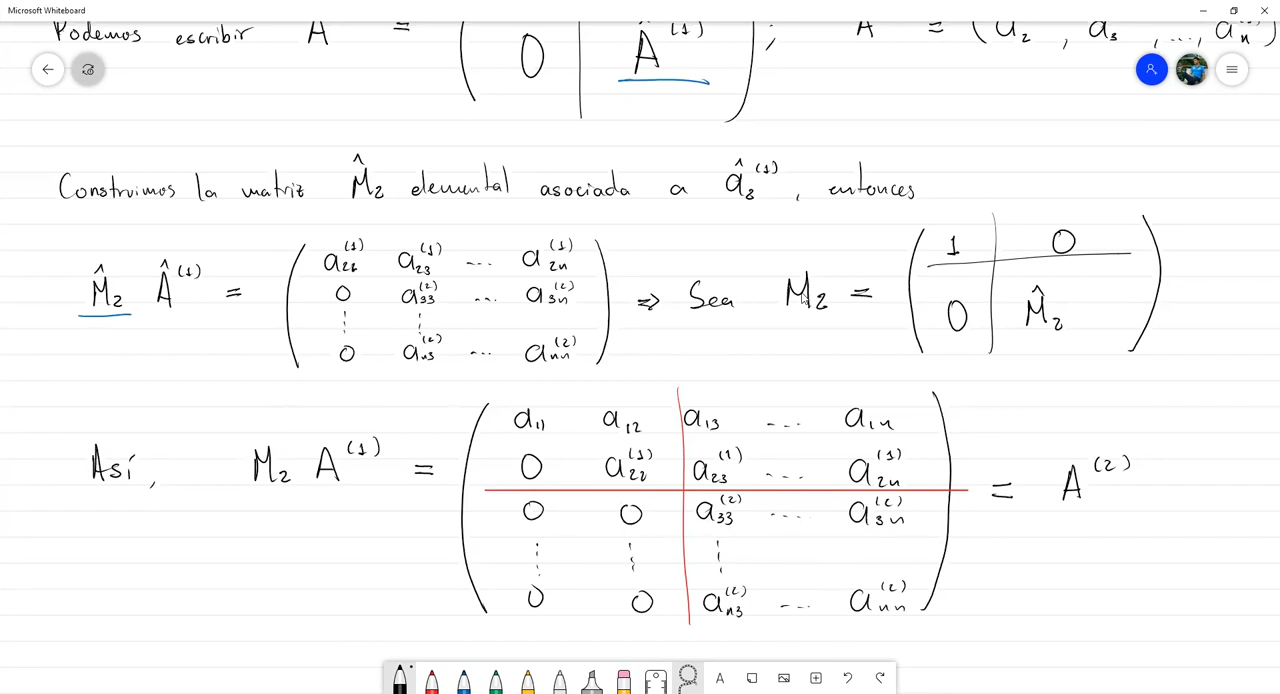 Microsoft Whiteboard
Podemos escribir A = ( 0 | Â^(1) ) ; A = (a_2, a_3, ..., a_n)
Construimos la matriz M̂_2 elemental asociada a â_2^(1), entonces
M̂_2 Â^(1) = ( a_22^(1) a_23^(1) ... a_2n^(1)
0 a_33^(2) ... a_3n^(2)
⋮ ⋮
0 a_n3^(2) ... a_nn^(2) ) ⇒ Sea M_2 = ( 1 | 0
0 | M̂_2 )
Así, M_2 A^(1) = ( a_11 a_12 a_13 ... a_1n
0 a_22^(1) a_23^(1) ... a_2n^(1)
0 0 a_33^(2) ... a_3n^(2)
⋮ ⋮ ⋮
0 0 a_n3^(2) ... a_nn^(2) ) = A^(2)
A